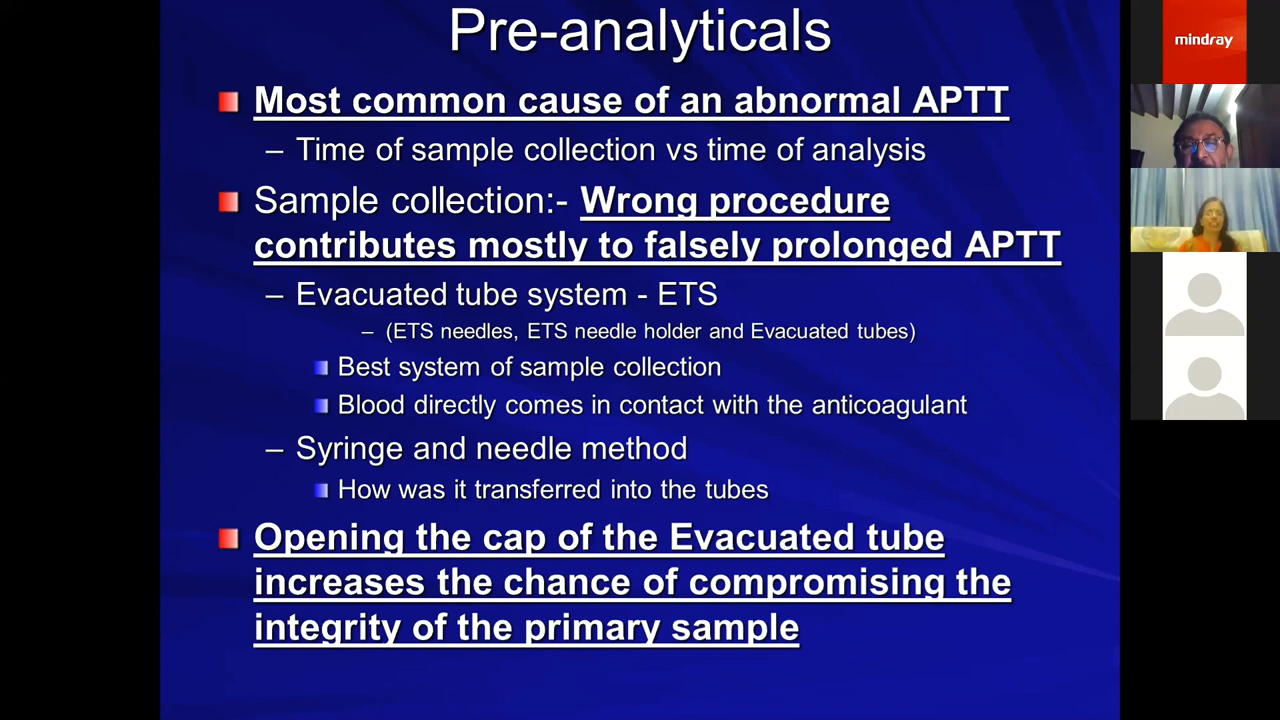 Pre-analyticals
Most common cause of an abnormal APTT
– Time of sample collection vs time of analysis
Sample collection:- Wrong procedure
contributes mostly to falsely prolonged APTT
– Evacuated tube system - ETS
– (ETS needles, ETS needle holder and Evacuated tubes)
Best system of sample collection
Blood directly comes in contact with the anticoagulant
– Syringe and needle method
How was it transferred into the tubes
Opening the cap of the Evacuated tube
increases the chance of compromising the
integrity of the primary sample
mindray